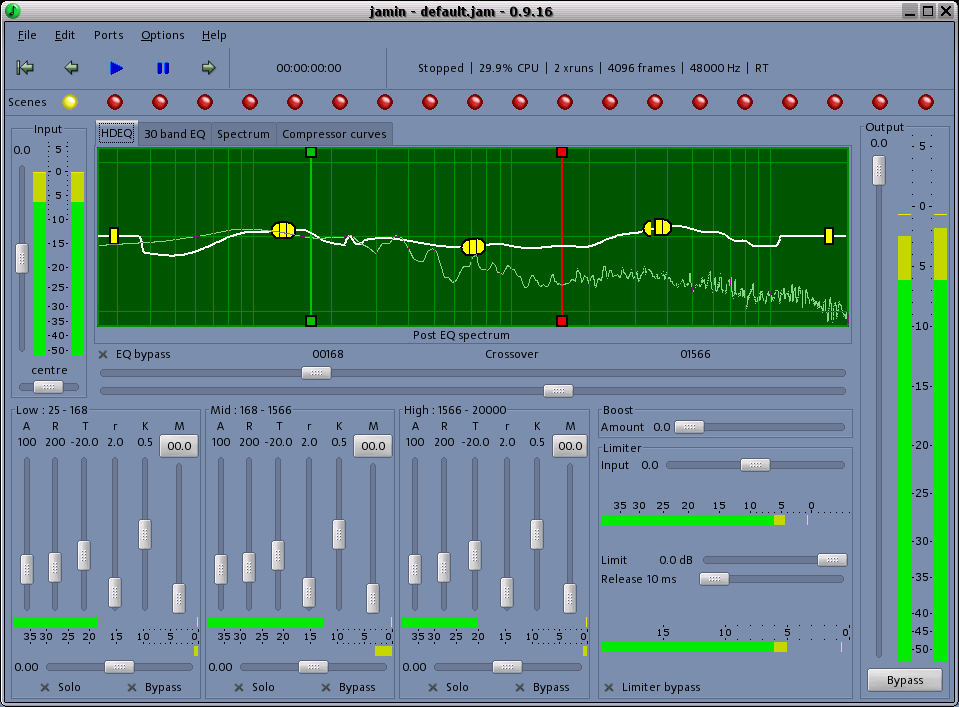 jamin - default.jam - 0.9.16
File Edit Ports Options Help
00:00:00:00 Stopped | 29.9% CPU | 2 xruns | 4096 frames | 48000 Hz | RT
Scenes
Input
0.0
5
0
5
-10-
-15-
-20-
-25-
-30-
-35-
-40-
-50-
centre
HDEQ 30 band EQ Spectrum Compressor curves
Post EQ spectrum
EQ bypass 00168 Crossover 01566
Output
0.0
5
0
5
-10-
-15-
-20-
-25-
-30-
-35-
-40-
-45-
-50-
Bypass
Low : 25 - 168
A R T r K M
100 200 -20.0 2.0 0.5 00.0
35 30 25 20 15 10 5 0
0.00
Solo Bypass
Mid : 168 - 1566
A R T r K M
100 200 -20.0 2.0 0.5 00.0
35 30 25 20 15 10 5 0
0.00
Solo Bypass
High : 1566 - 20000
A R T r K M
100 200 -20.0 2.0 0.5 00.0
35 30 25 20 15 10 5 0
0.00
Solo Bypass
Boost
Amount 0.0
Limiter
Input 0.0
35 30 25 20 15 10 5 0
Limit 0.0 dB
Release 10 ms
15 10 5 0
Limiter bypass